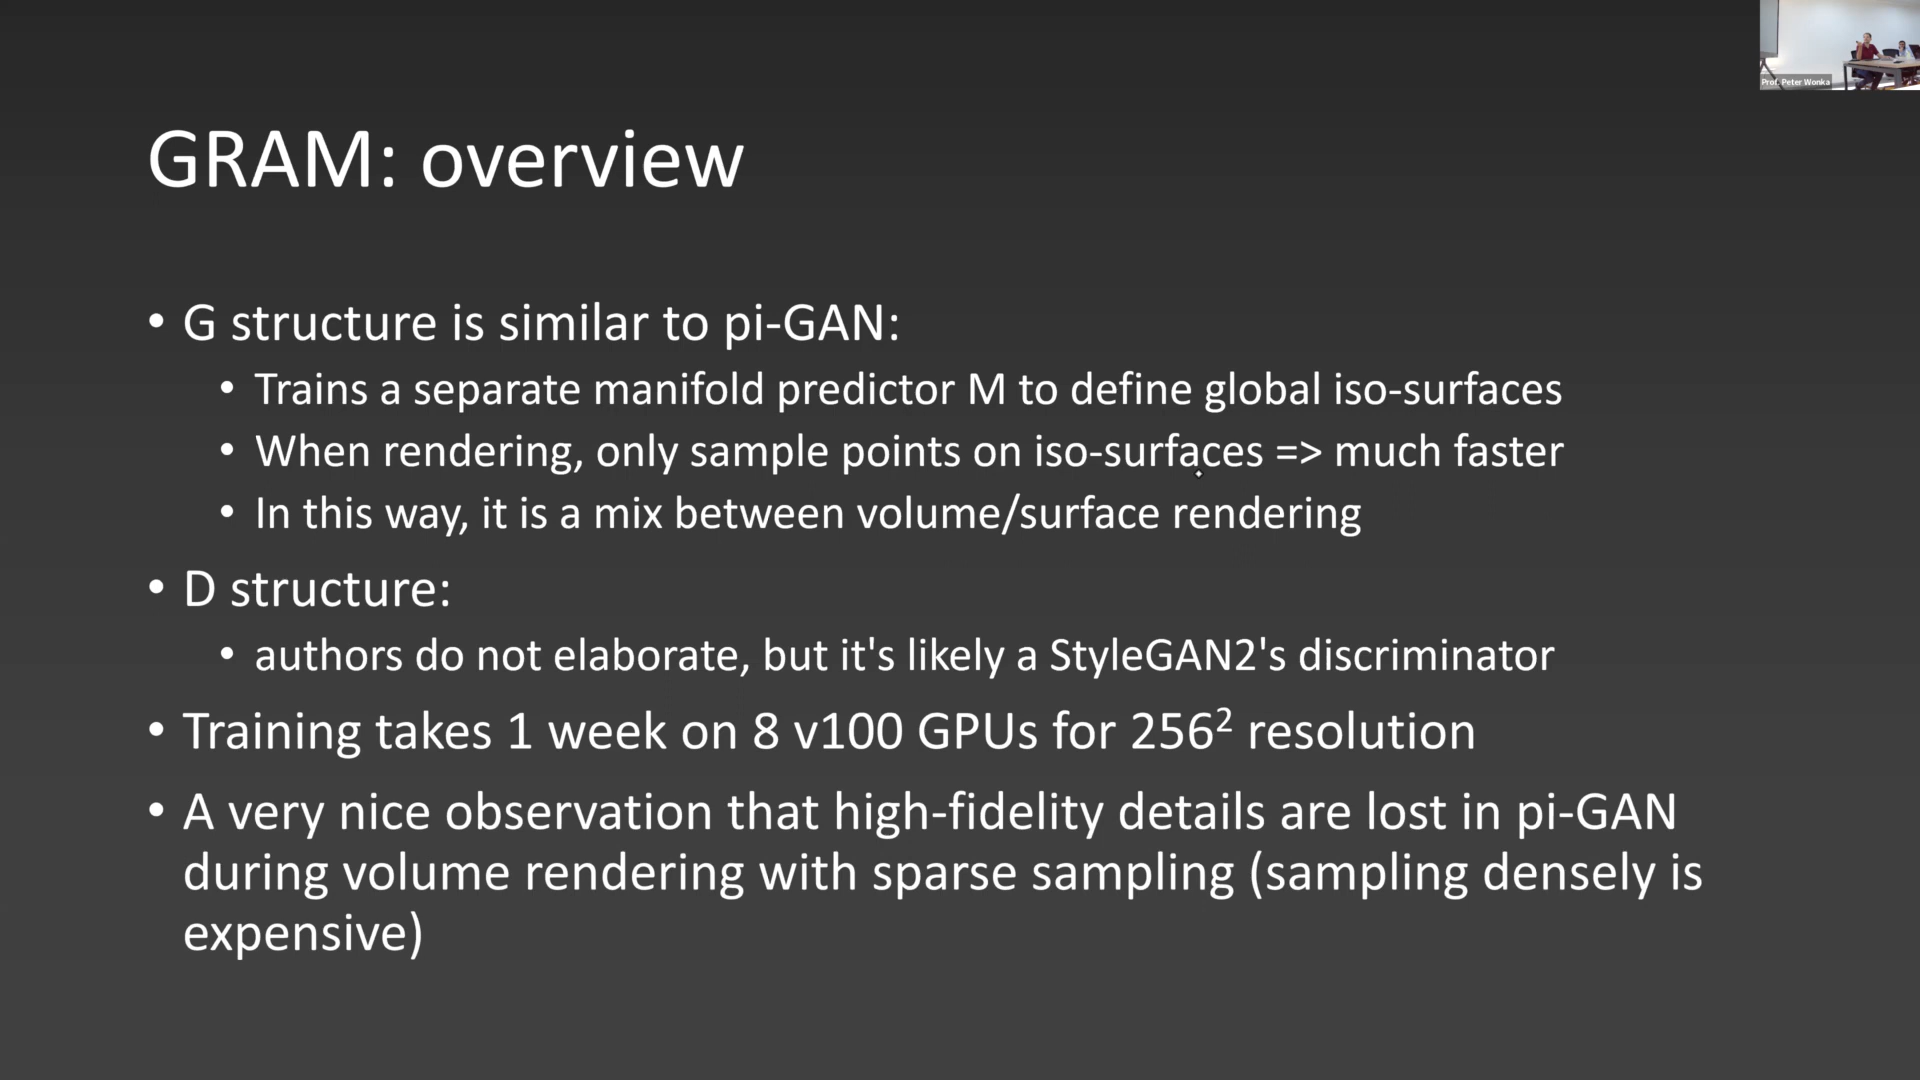 Prof. Peter Wonka
GRAM: overview
• G structure is similar to pi-GAN:
• Trains a separate manifold predictor M to define global iso-surfaces
• When rendering, only sample points on iso-surfaces => much faster
• In this way, it is a mix between volume/surface rendering
• D structure:
• authors do not elaborate, but it's likely a StyleGAN2's discriminator
• Training takes 1 week on 8 v100 GPUs for 256² resolution
• A very nice observation that high-fidelity details are lost in pi-GAN
during volume rendering with sparse sampling (sampling densely is
expensive)